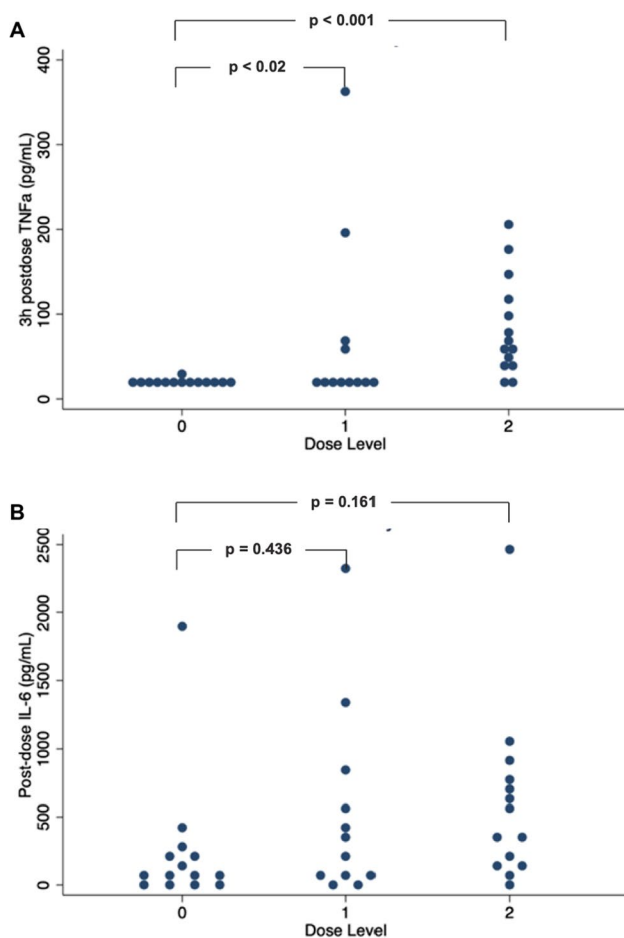 A
p < 0.001
p < 0.02
3h postdose TNFa (pg/mL)
400
300
200
100
0
0 1 2
Dose Level
B
p = 0.161
p = 0.436
Post-dose IL-6 (pg/mL)
2500
2000
1500
1000
500
0
0 1 2
Dose Level